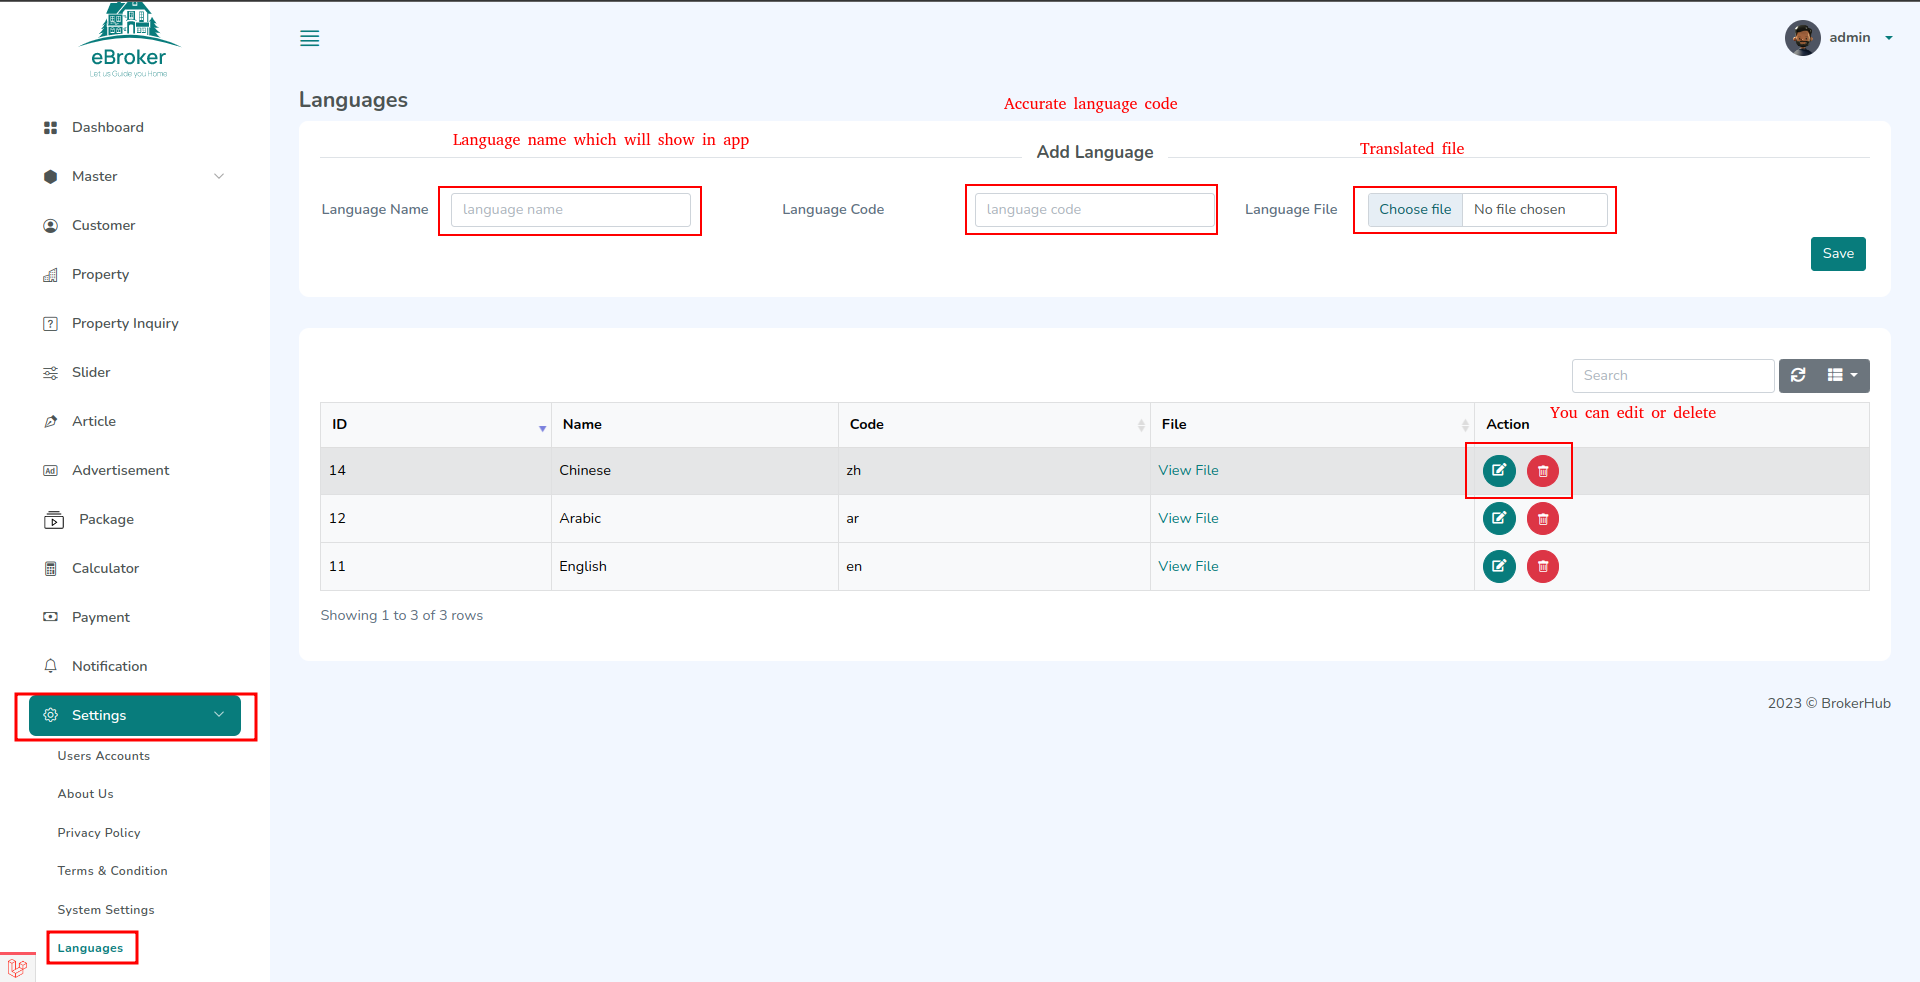 eBroker
Let us Guide you Home
admin
Dashboard
Master
Customer
Property
Property Inquiry
Slider
Article
Ad Advertisement
Package
Calculator
Payment
Notification
Settings
Users Accounts
About Us
Privacy Policy
Terms & Condition
System Settings
Languages
Languages
Accurate language code
Language name which will show in app
Add Language
Translated file
Language Name language name Language Code language code Language File Choose file No file chosen
Save
Search
You can edit or delete
ID Name Code File Action
14 Chinese zh View File
12 Arabic ar View File
11 English en View File
Showing 1 to 3 of 3 rows
2023 © BrokerHub